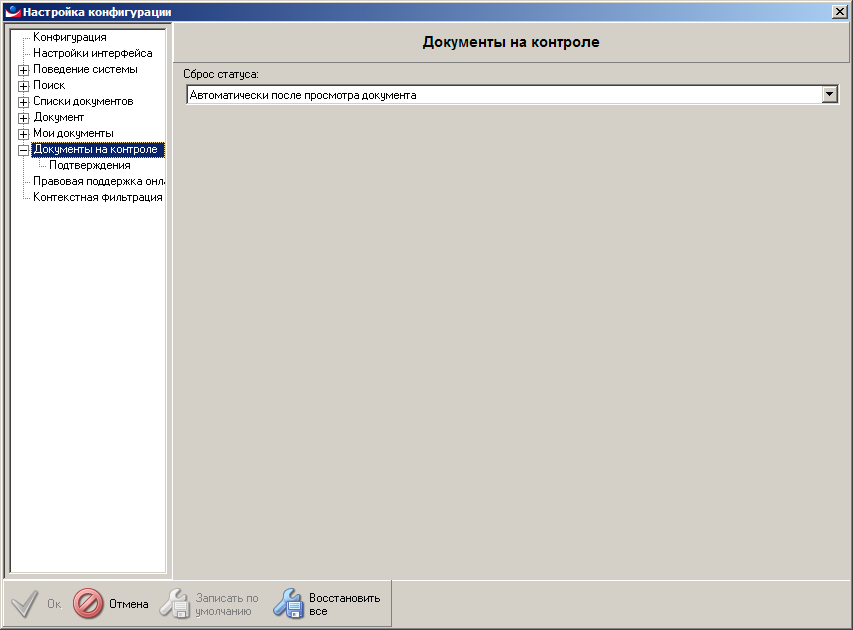 Настройка конфигурации
Конфигурация
Настройки интерфейса
Поведение системы
Поиск
Списки документов
Документ
Мои документы
Документы на контроле
Подтверждения
Правовая поддержка онла
Контекстная фильтрация
Документы на контроле
Сброс статуса:
Автоматически после просмотра документа
Ок
Отмена
Записать по
умолчанию
Восстановить
все